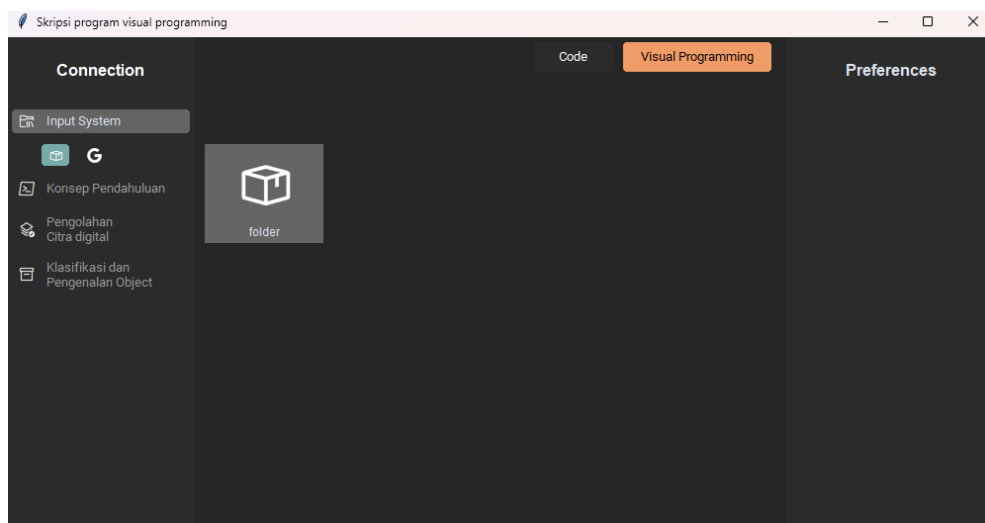 Skripsi program visual programming
Connection
Code
Visual Programming
Preferences
Input System
G
Konsep Pendahuluan
Pengolahan
Citra digital
Klasifikasi dan
Pengenalan Object
folder